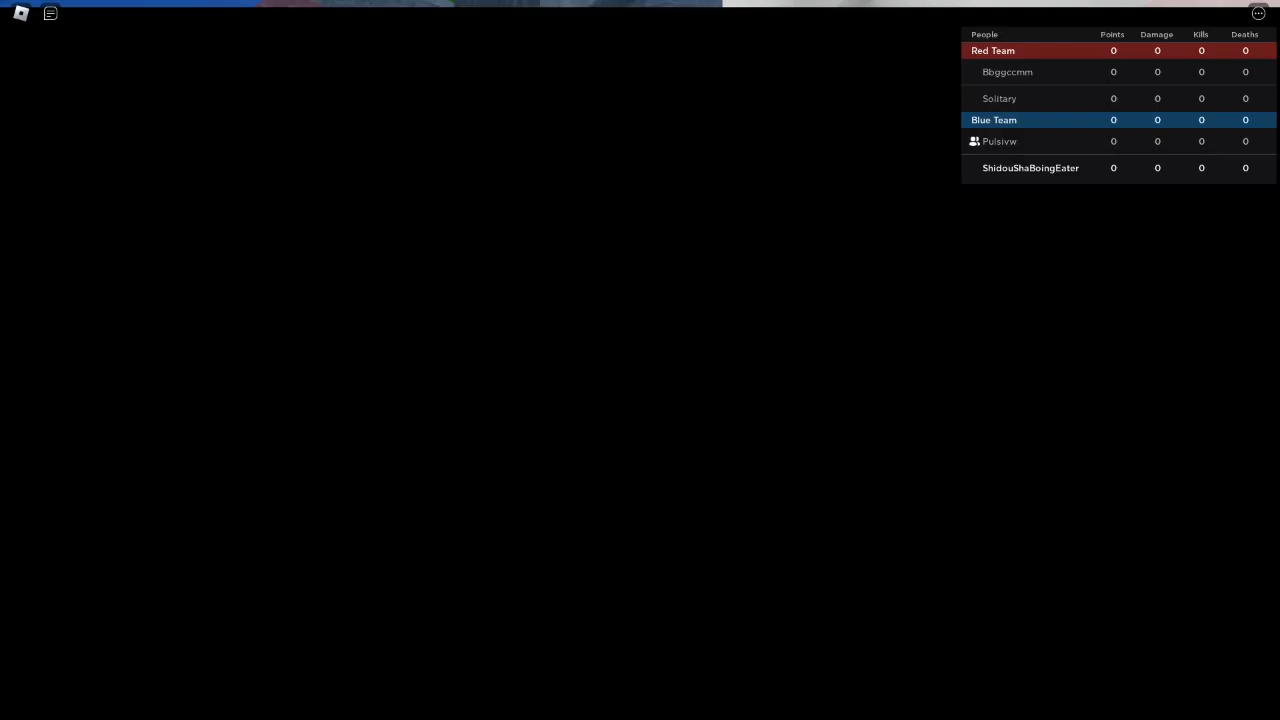 People Points Damage Kills Deaths
Red Team 0 0 0 0
Bbggccmm 0 0 0 0
Solitary 0 0 0 0
Blue Team 0 0 0 0
Pulsivw 0 0 0 0
ShidouShaBoingEater 0 0 0 0